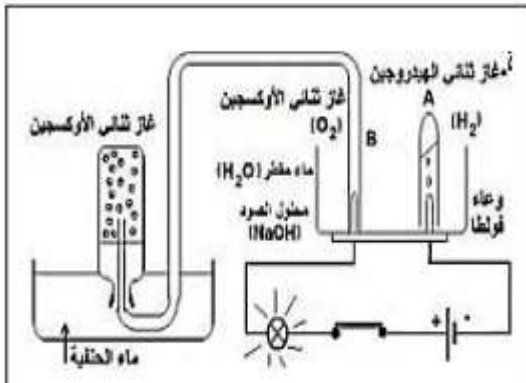 غاز ثنائي الهيدروجين
A
(H₂)
غاز ثنائي الأوكسجين
(O₂)
B
غاز ثنائي الأوكسجين
ماء مقطر (H₂O)
محلول الصود
(NaOH)
وعاء
فولطا
+ -
ماء الحنفية